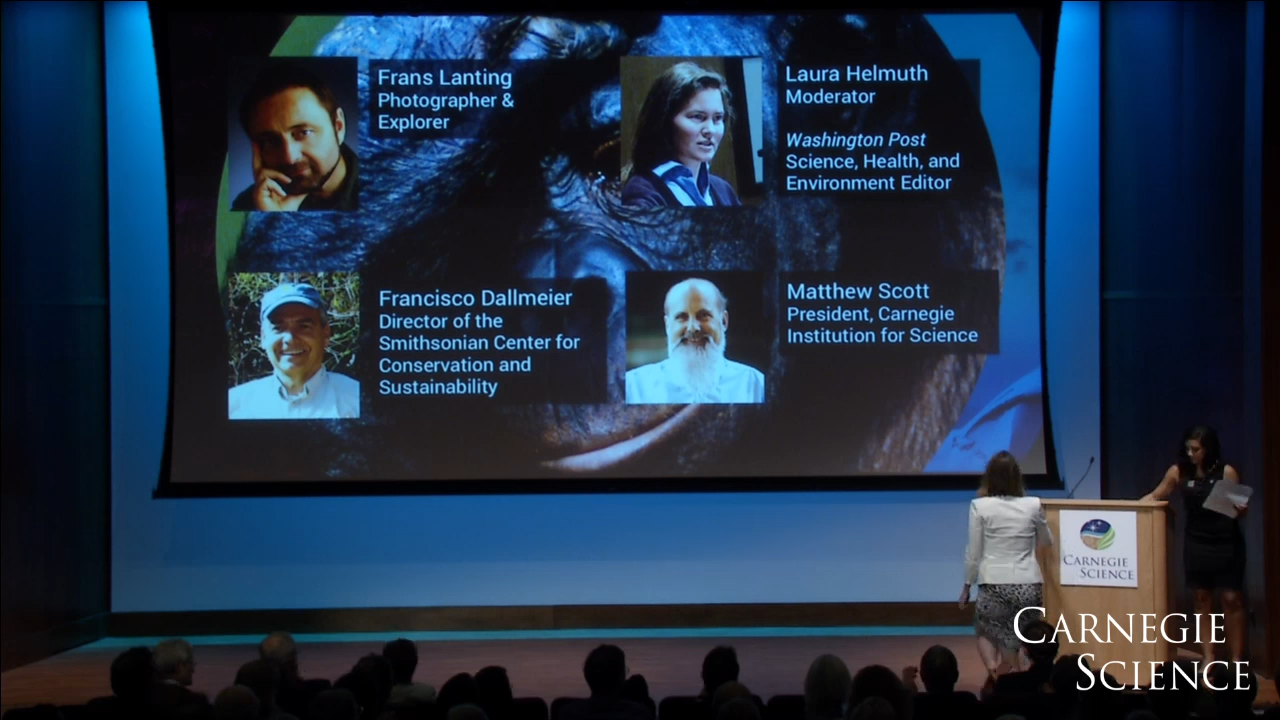 Frans Lanting
Photographer &
Explorer
Laura Helmuth
Moderator
Washington Post
Science, Health, and
Environment Editor
Francisco Dallmeier
Director of the
Smithsonian Center for
Conservation and
Sustainability
Matthew Scott
President, Carnegie
Institution for Science
CARNEGIE
SCIENCE
CARNEGIE
SCIENCE